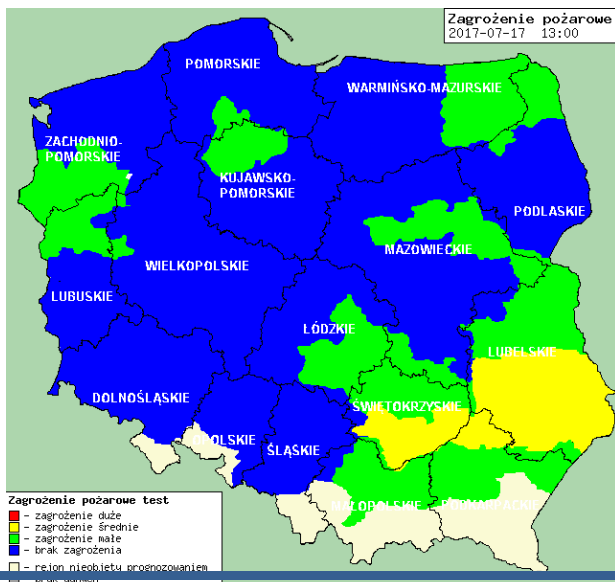 Zagrożenie pożarowe
2017-07-17 13:00
POMORSKIE
WARMIŃSKO-MAZURSKIE
ZACHODNIO-
POMORSKIE
KUJAWSKO-
POMORSKIE
PODLASKIE
MAZOWIECKIE
WIELKOPOLSKIE
LUBUSKIE
ŁÓDZKIE
LUBELSKIE
DOLNOŚLĄSKIE
ŚWIĘTOKRZYSKIE
OPOLSKIE
ŚLĄSKIE
MAŁOPOLSKIE
PODKARPACKIE
Zagrożenie pożarowe test
- zagrożenie duże
- zagrożenie średnie
- zagrożenie małe
- brak zagrożenia
- rejon nieobjęty prognozowaniem